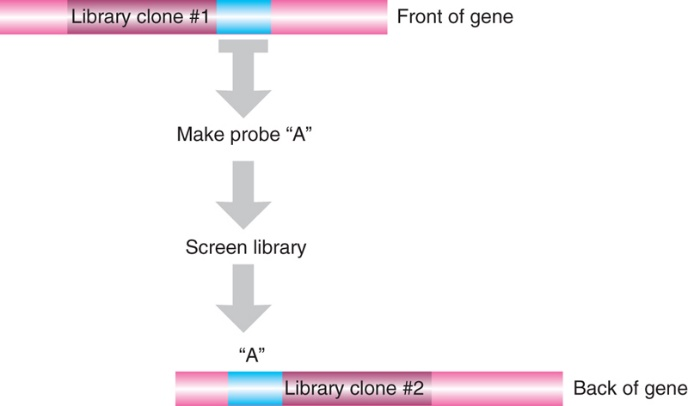 Library clone #1
Front of gene
Make probe “A”
Screen library
“A”
Library clone #2
Back of gene